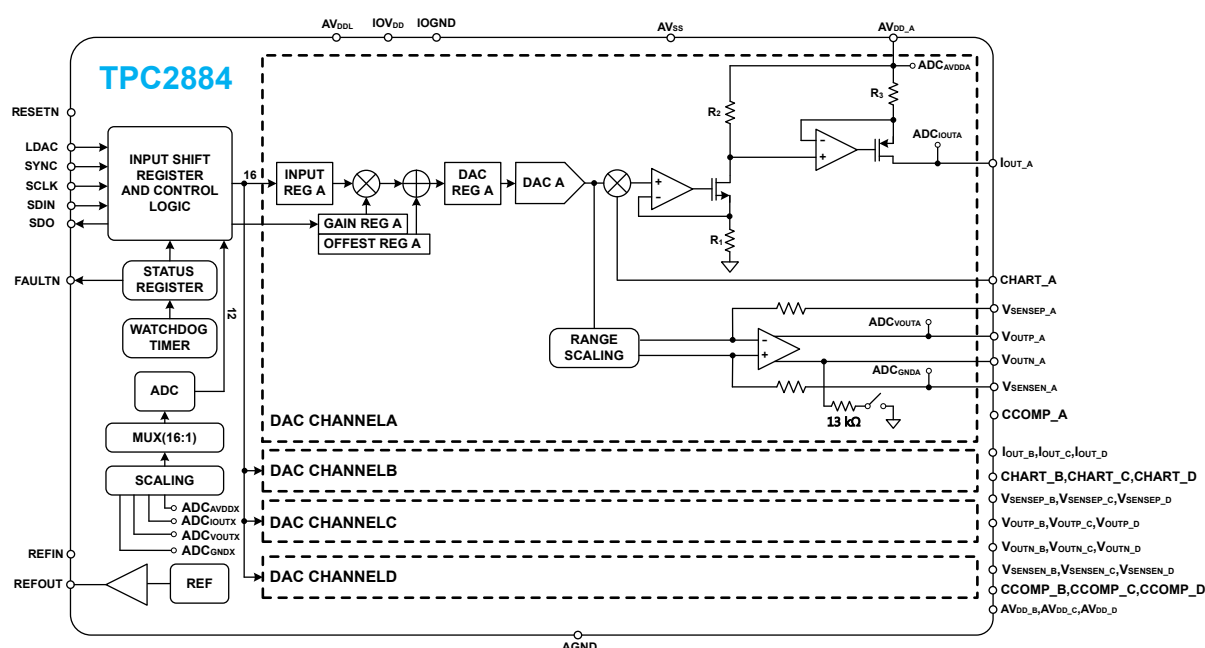 AVDDL
IOVDD
IOGND
AVSS
AVDD_A
TPC2884
ADCAVDDA
RESETN
LDAC
SYNC
SCLK
SDIN
SDO
INPUT SHIFT
REGISTER
AND CONTROL
LOGIC
16
INPUT
REG A
GAIN REG A
OFFEST REG A
DAC
REG A
DAC A
+
-
R2
R1
R3
-
+
ADCIOUTA
IOUT_A
FAULTN
STATUS
REGISTER
WATCHDOG
TIMER
12
CHART_A
RANGE
SCALING
-
+
ADCVOUTA
ADCGNDA
VSENSEP_A
VOUTP_A
VOUTN_A
VSENSEN_A
13 kΩ
CCOMP_A
ADC
MUX(16:1)
SCALING
ADCAVDDX
ADCIOUTX
ADCVOUTX
ADCGNDX
DAC CHANNELA
DAC CHANNELB
DAC CHANNELC
DAC CHANNELD
IOUT_B,IOUT_C,IOUT_D
CHART_B,CHART_C,CHART_D
VSENSEP_B,VSENSEP_C,VSENSEP_D
VOUTP_B,VOUTP_C,VOUTP_D
VOUTN_B,VOUTN_C,VOUTN_D
VSENSEN_B,VSENSEN_C,VSENSEN_D
CCOMP_B,CCOMP_C,CCOMP_D
AVDD_B,AVDD_C,AVDD_D
REFIN
REFOUT
REF
AGND